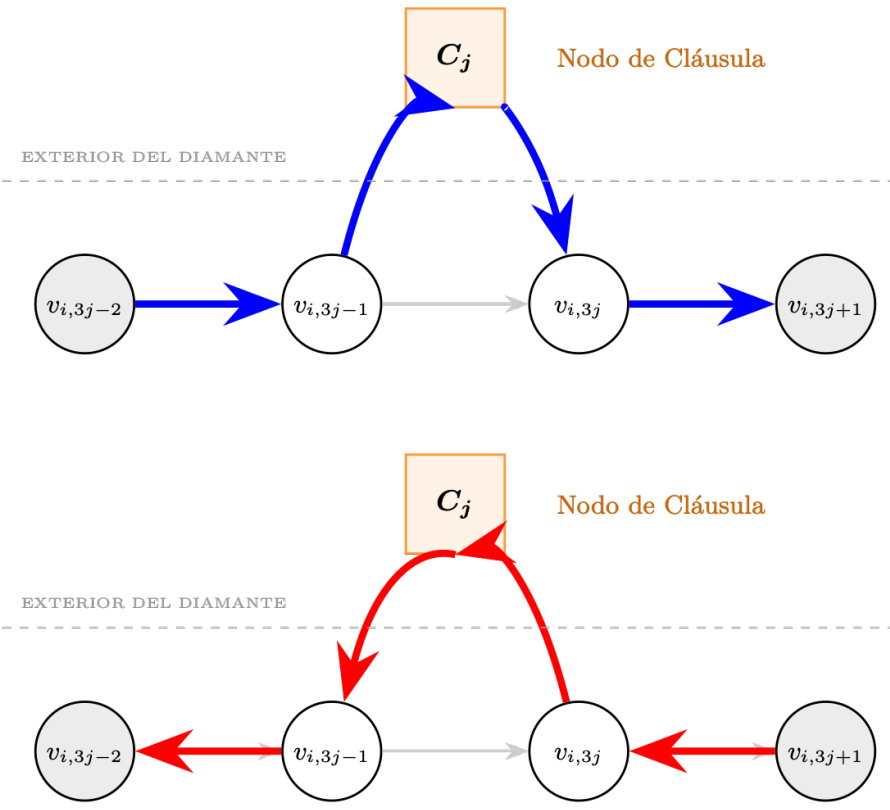 C_j
Nodo de Cláusula
EXTERIOR DEL DIAMANTE
v_{i,3j−2} v_{i,3j−1} v_{i,3j} v_{i,3j+1}
C_j
Nodo de Cláusula
EXTERIOR DEL DIAMANTE
v_{i,3j−2} v_{i,3j−1} v_{i,3j} v_{i,3j+1}